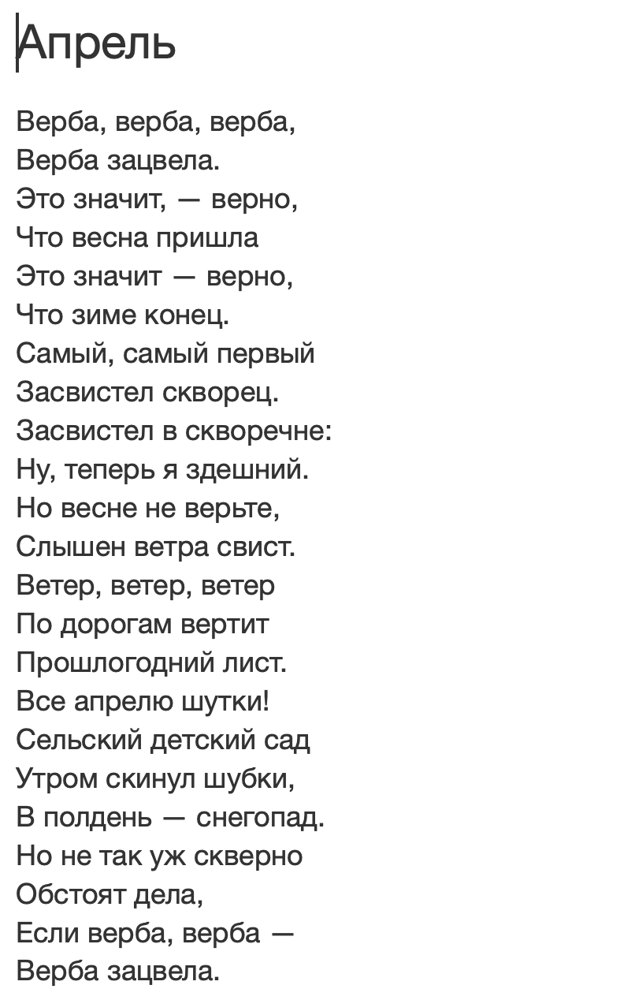 Апрель
Верба, верба, верба,
Верба зацвела.
Это значит, — верно,
Что весна пришла
Это значит — верно,
Что зиме конец.
Самый, самый первый
Засвистел скворец.
Засвистел в скворечне:
Ну, теперь я здешний.
Но весне не верьте,
Слышен ветра свист.
Ветер, ветер, ветер
По дорогам вертит
Прошлогодний лист.
Все апрелю шутки!
Сельский детский сад
Утром скинул шубки,
В полдень — снегопад.
Но не так уж скверно
Обстоят дела,
Если верба, верба —
Верба зацвела.